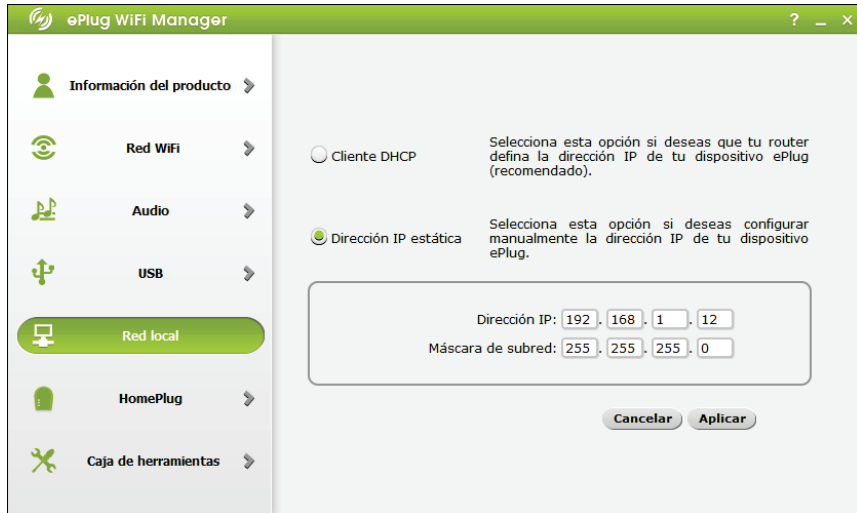 ePlug WiFi Manager
? _ ×
Información del producto
Red WiFi
Audio
USB
Red local
HomePlug
Caja de herramientas
Cliente DHCP
Selecciona esta opción si deseas que tu router
defina la dirección IP de tu dispositivo ePlug
(recomendado).
Dirección IP estática
Selecciona esta opción si deseas configurar
manualmente la dirección IP de tu dispositivo
ePlug.
Dirección IP: 192 . 168 . 1 . 12
Máscara de subred: 255 . 255 . 255 . 0
Cancelar Aplicar